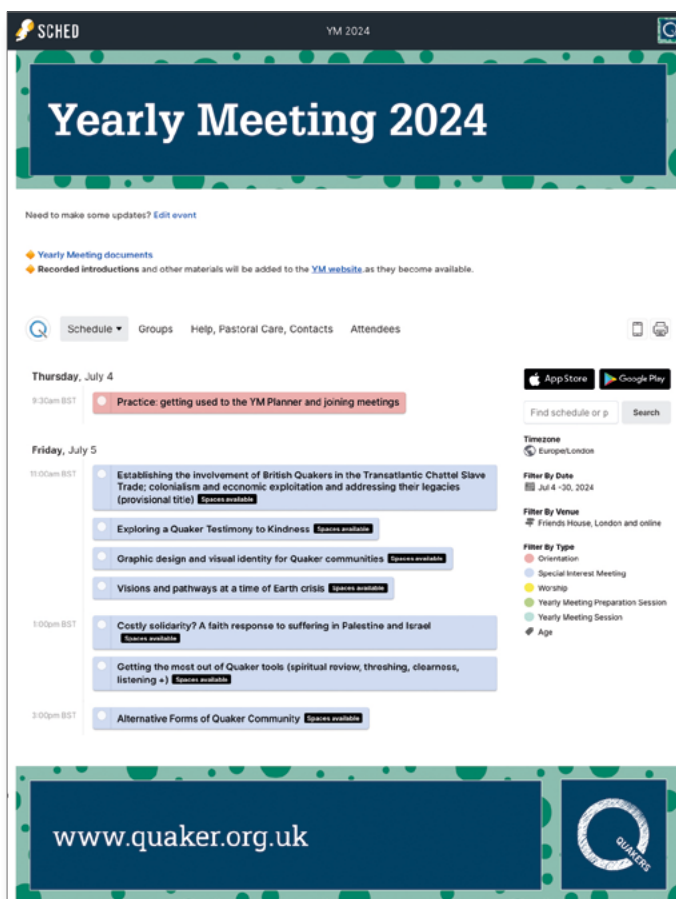 SCHED
YM 2024
Yearly Meeting 2024
Need to make some updates? Edit event
Yearly Meeting documents
Recorded introductions and other materials will be added to the YM website as they become available.
Schedule
Groups
Help, Pastoral Care, Contacts
Attendees
Thursday, July 4
9:30am BST
Practice: getting used to the YM Planner and joining meetings
Friday, July 5
11:00am BST
Establishing the involvement of British Quakers in the Transatlantic Chattel Slave
Trade; colonialism and economic exploitation and addressing their legacies
(provisional title) Spaces available
Exploring a Quaker Testimony to Kindness Spaces available
Graphic design and visual identity for Quaker communities Spaces available
Visions and pathways at a time of Earth crisis Spaces available
1:00pm BST
Costly solidarity? A faith response to suffering in Palestine and Israel
Spaces available
Getting the most out of Quaker tools (spiritual review, threshing, clearness,
listening +) Spaces available
3:00pm BST
Alternative Forms of Quaker Community Spaces available
App Store
Google Play
Find schedule or p
Search
Timezone
Europe/London
Filter By Date
Jul 4 -30, 2024
Filter By Venue
Friends House, London and online
Filter By Type
Orientation
Special Interest Meeting
Worship
Yearly Meeting Preparation Session
Yearly Meeting Session
Age
www.quaker.org.uk
QUAKERS